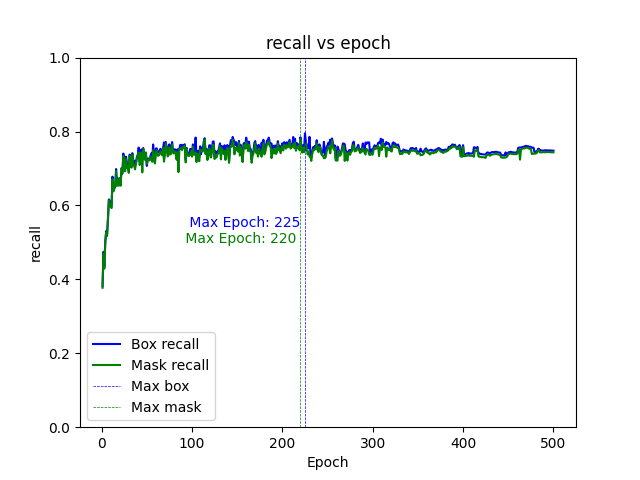 recall vs epoch
1.0
0.8
0.6
0.4
0.2
0.0
recall
Max Epoch: 225
Max Epoch: 220
Box recall
Mask recall
Max box
Max mask
0 100 200 300 400 500
Epoch